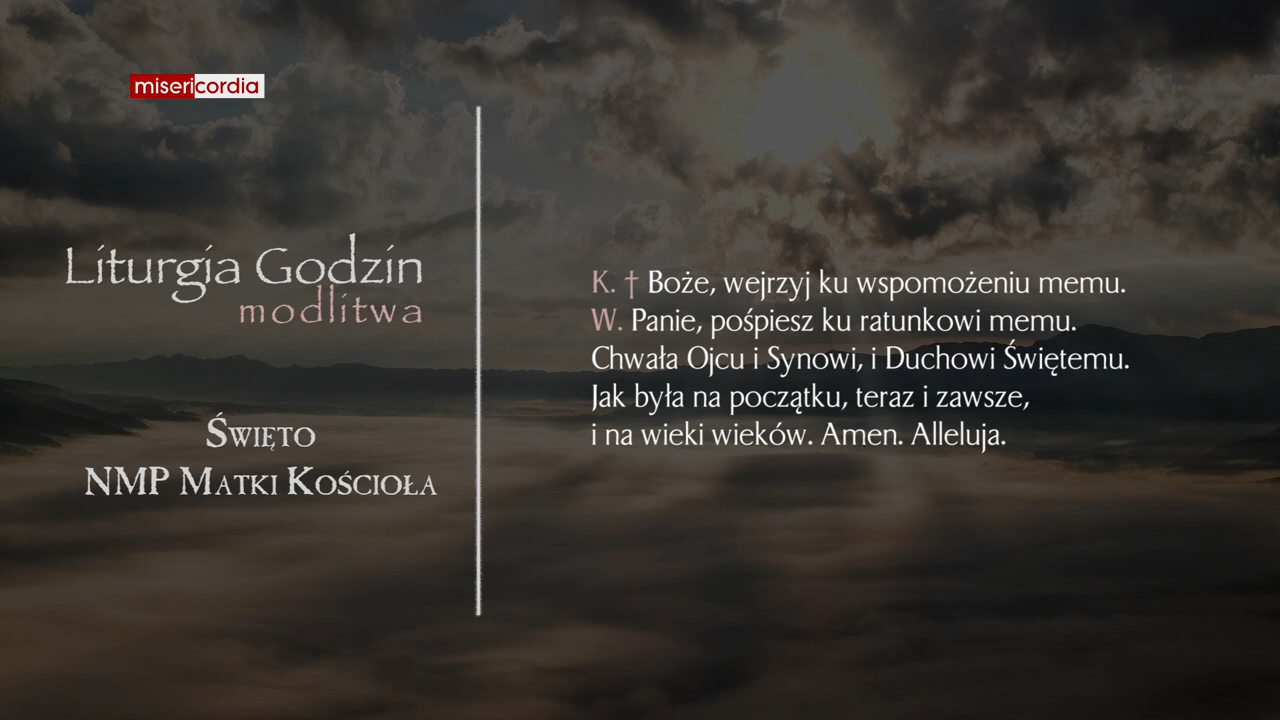 misericordia
Liturgia Godzin
modlitwa
Święto
NMP Matki Kościoła
K. † Boże, wejrzyj ku wspomożeniu memu.
W. Panie, pośpiesz ku ratunkowi memu.
Chwała Ojcu i Synowi, i Duchowi Świętemu.
Jak była na początku, teraz i zawsze,
i na wieki wieków. Amen. Alleluja.